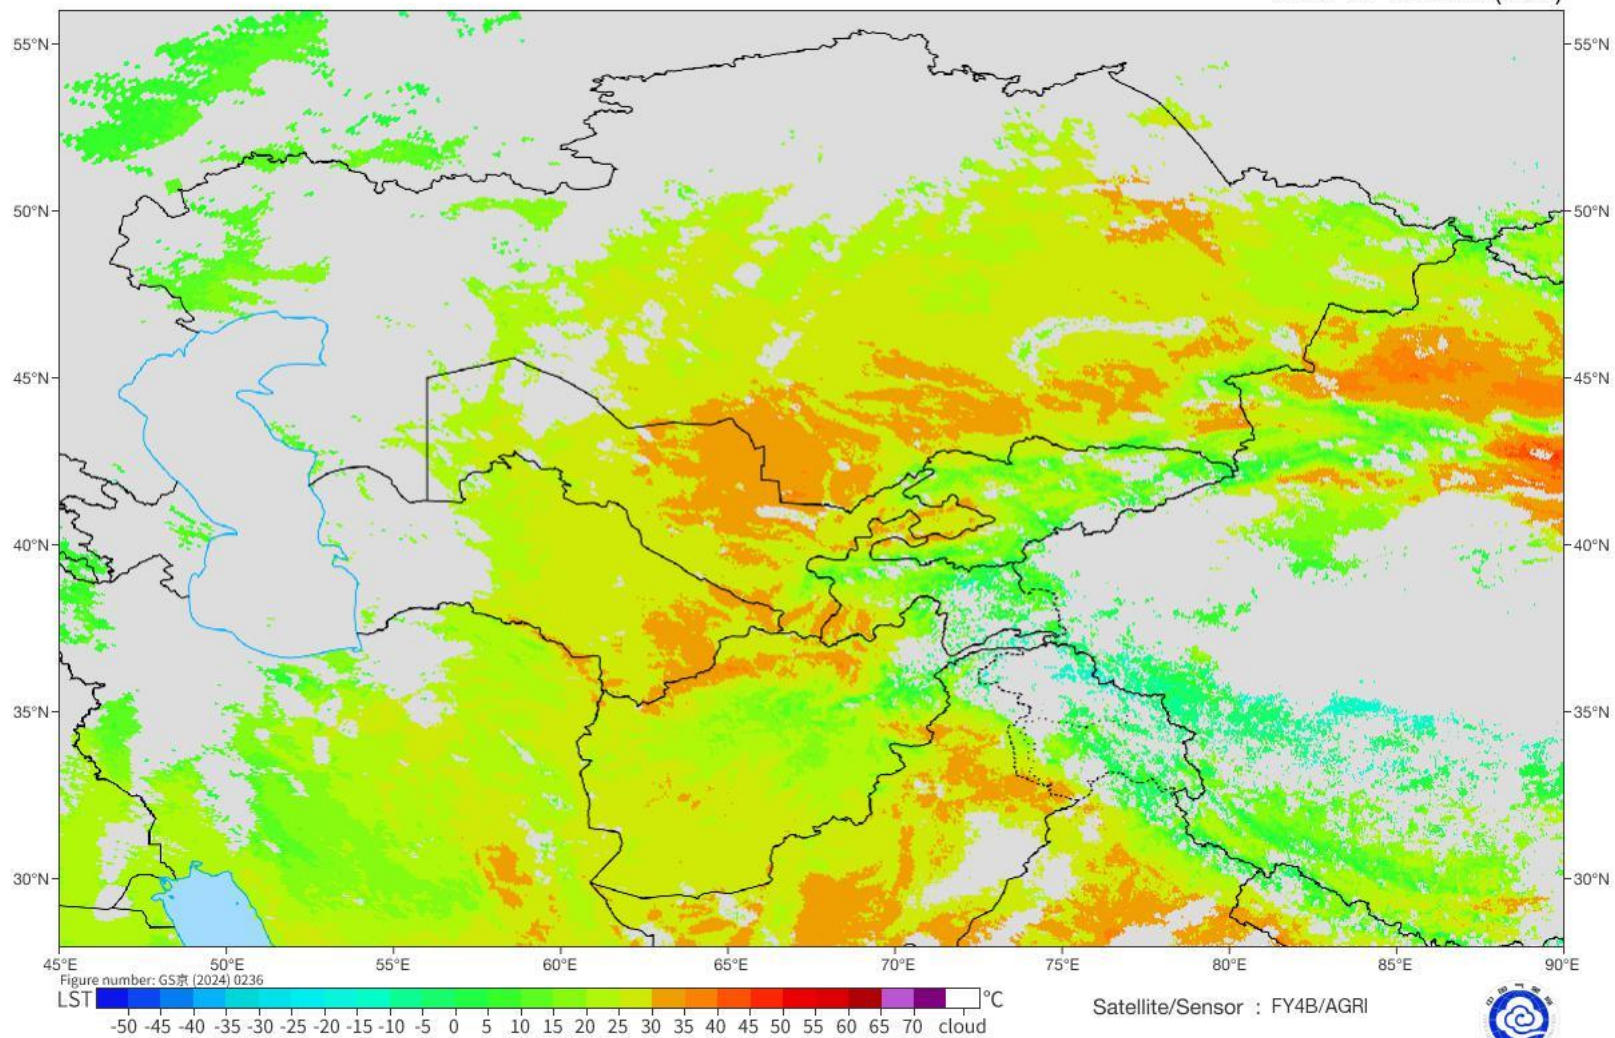 55°N 55°N
50°N 50°N
45°N 45°N
40°N 40°N
35°N 35°N
30°N 30°N
45°E 50°E 55°E 60°E 65°E 70°E 75°E 80°E 85°E 90°E
Figure number: GS京 (2024) 0236
LST °C
-50 -45 -40 -35 -30 -25 -20 -15 -10 -5 0 5 10 15 20 25 30 35 40 45 50 55 60 65 70 cloud
Satellite/Sensor : FY4B/AGRI